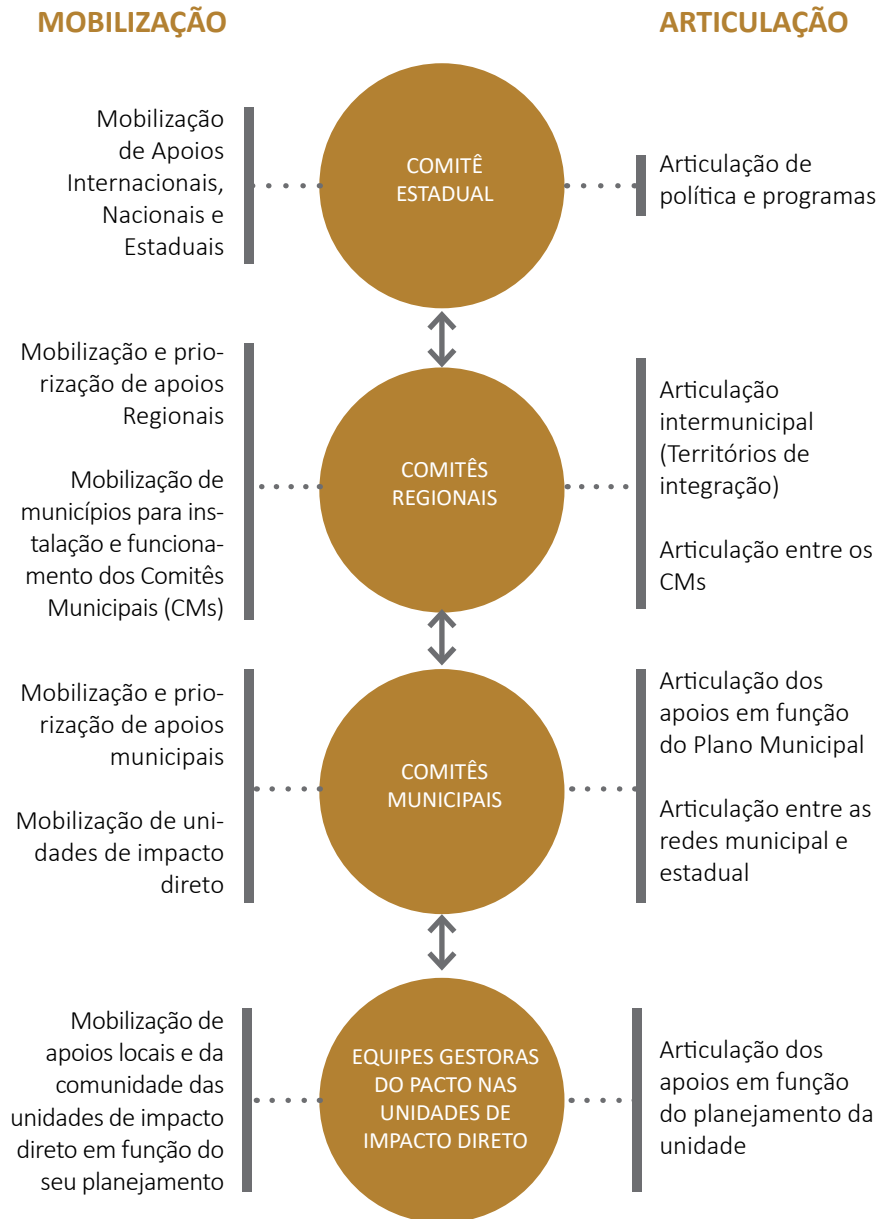 MOBILIZAÇÃO
ARTICULAÇÃO
Mobilização
de Apoios
Internacionais,
Nacionais e
Estaduais
COMITÊ
ESTADUAL
Articulação de
política e programas
Mobilização e prio-
rização de apoios
Regionais
Mobilização de
municípios para ins-
talação e funciona-
mento dos Comitês
Municipais (CMs)
COMITÊS
REGIONAIS
Articulação
intermunicipal
(Territórios de
integração)
Articulação entre os
CMs
Mobilização e prio-
rização de apoios
municipais
Mobilização de uni-
dades de impacto
direto
COMITÊS
MUNICIPAIS
Articulação dos
apoios em função
do Plano Municipal
Articulação entre as
redes municipal e
estadual
Mobilização de
apoios locais e da
comunidade das
unidades de impacto
direto em função do
seu planejamento
EQUIPES GESTORAS
DO PACTO NAS
UNIDADES DE
IMPACTO DIRETO
Articulação dos
apoios em função
do planejamento da
unidade